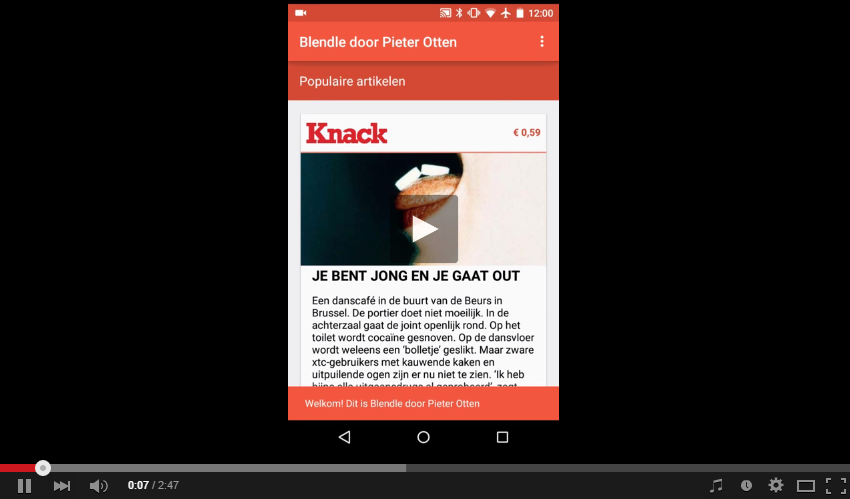 12:00
Blendle door Pieter Otten
Populaire artikelen
Knack
€ 0,59
JE BENT JONG EN JE GAAT OUT
Een danscafé in de buurt van de Beurs in
Brussel. De portier doet niet moeilijk. In de
achterzaal gaat de joint openlijk rond. Op het
toilet wordt cocaïne gesnoven. Op de dansvloer
wordt weleens een ‘bolletje’ geslikt. Maar zware
xtc-gebruikers met kauwende kaken en
uitpuilende ogen zijn er nu niet te zien. ‘Ik heb
Welkom! Dit is Blendle door Pieter Otten
0:07 / 2:47